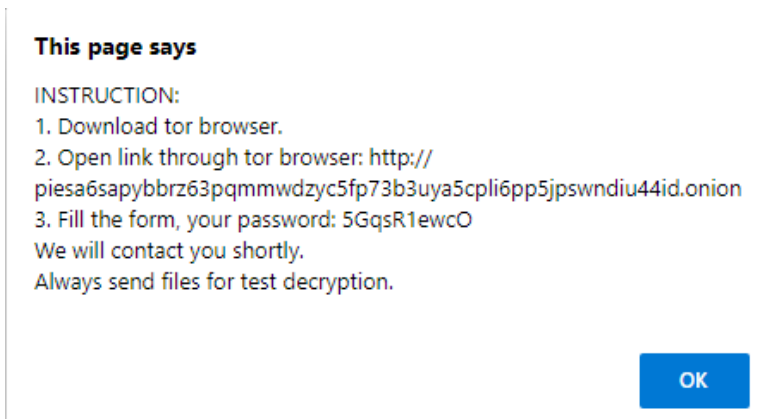 This page says
INSTRUCTION:
1. Download tor browser.
2. Open link through tor browser: http://
piesa6sapybbrz63pqmmwdzyc5fp73b3uya5cpli6pp5jpswndiu44id.onion
3. Fill the form, your password: 5GqsR1ewcO
We will contact you shortly.
Always send files for test decryption.
OK